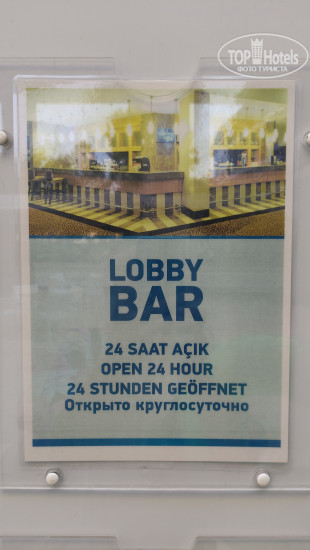 TOP Hotels
ФОТО ТУРИСТА
LOBBY
BAR
24 SAAT AÇIK
OPEN 24 HOUR
24 STUNDEN GEÖFFNET
Открыто круглосуточно